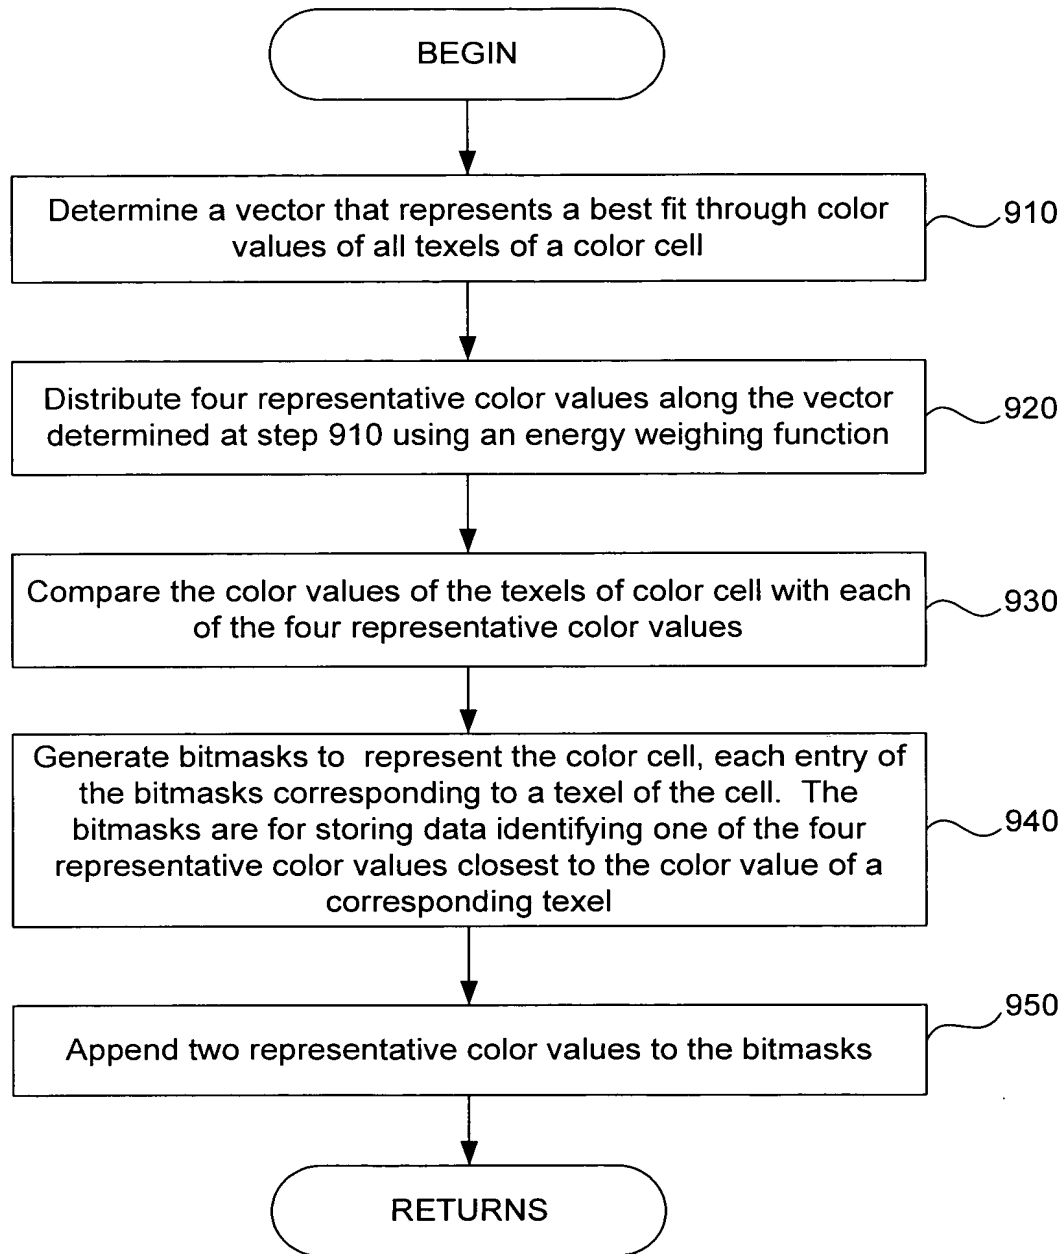 BEGIN
Determine a vector that represents a best fit through color
values of all texels of a color cell
910
Distribute four representative color values along the vector
determined at step 910 using an energy weighing function
920
Compare the color values of the texels of color cell with each
of the four representative color values
930
Generate bitmasks to represent the color cell, each entry of
the bitmasks corresponding to a texel of the cell. The
bitmasks are for storing data identifying one of the four
representative color values closest to the color value of a
corresponding texel
940
Append two representative color values to the bitmasks
950
RETURNS